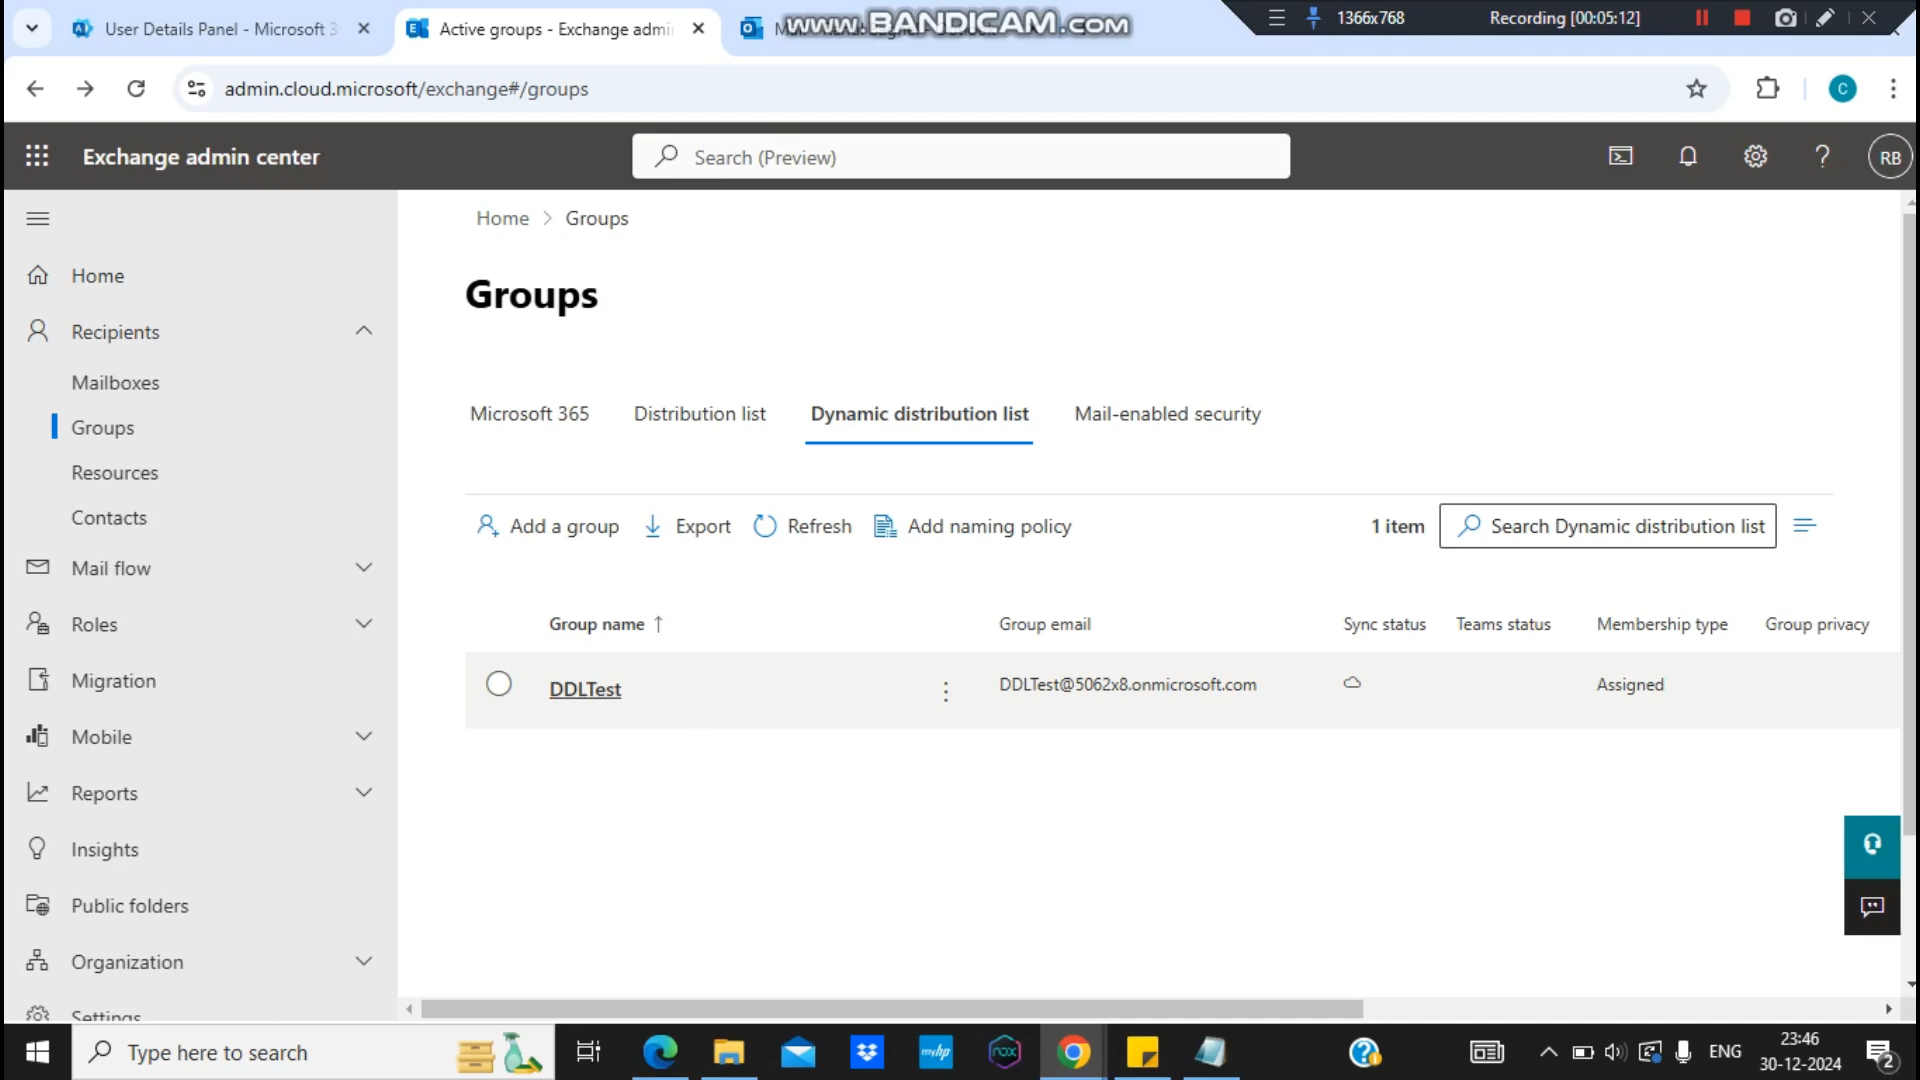 User Details Panel - Microsoft 3
Active groups - Exchange admi
www.BANDICAM.com
1366x768
Recording [00:05:12]
admin.cloud.microsoft/exchange#/groups
C
Exchange admin center
Search (Preview)
RB
Home
Recipients
Mailboxes
Groups
Resources
Contacts
Mail flow
Roles
Migration
Mobile
Reports
Insights
Public folders
Organization
Settings
Home > Groups
Groups
Microsoft 365
Distribution list
Dynamic distribution list
Mail-enabled security
Add a group
Export
Refresh
Add naming policy
1 item
Search Dynamic distribution list
Group name ↑
Group email
Sync status
Teams status
Membership type
Group privacy
DDLTest
DDLTest@5062x8.onmicrosoft.com
Assigned
Type here to search
myhp
nox
ENG
23:46
30-12-2024
2